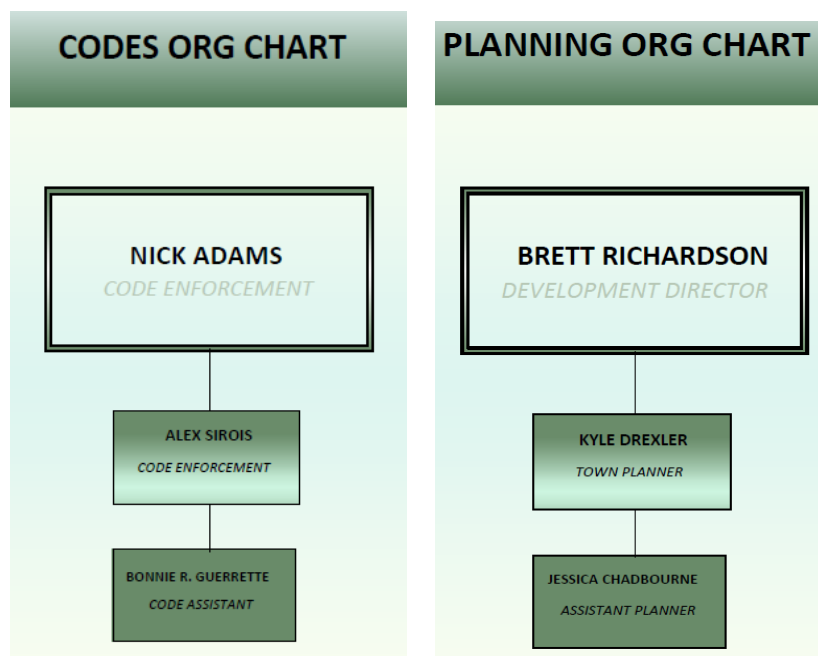 CODES ORG CHART
NICK ADAMS
CODE ENFORCEMENT
ALEX SIROIS
CODE ENFORCEMENT
BONNIE R. GUERRETTE
CODE ASSISTANT
PLANNING ORG CHART
BRETT RICHARDSON
DEVELOPMENT DIRECTOR
KYLE DREXLER
TOWN PLANNER
JESSICA CHADBOURNE
ASSISTANT PLANNER